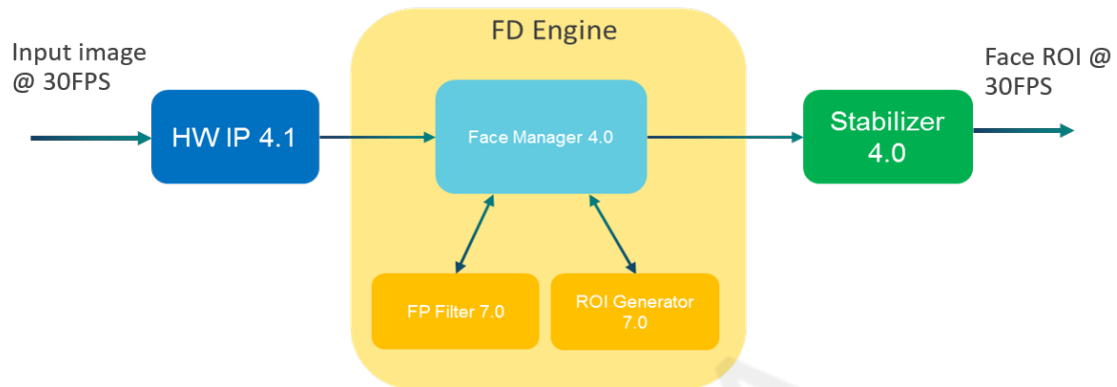 FD Engine
Input image
@ 30FPS
Face ROI @
30FPS
HW IP 4.1
Face Manager 4.0
Stabilizer
4.0
FP Filter 7.0
ROI Generator
7.0